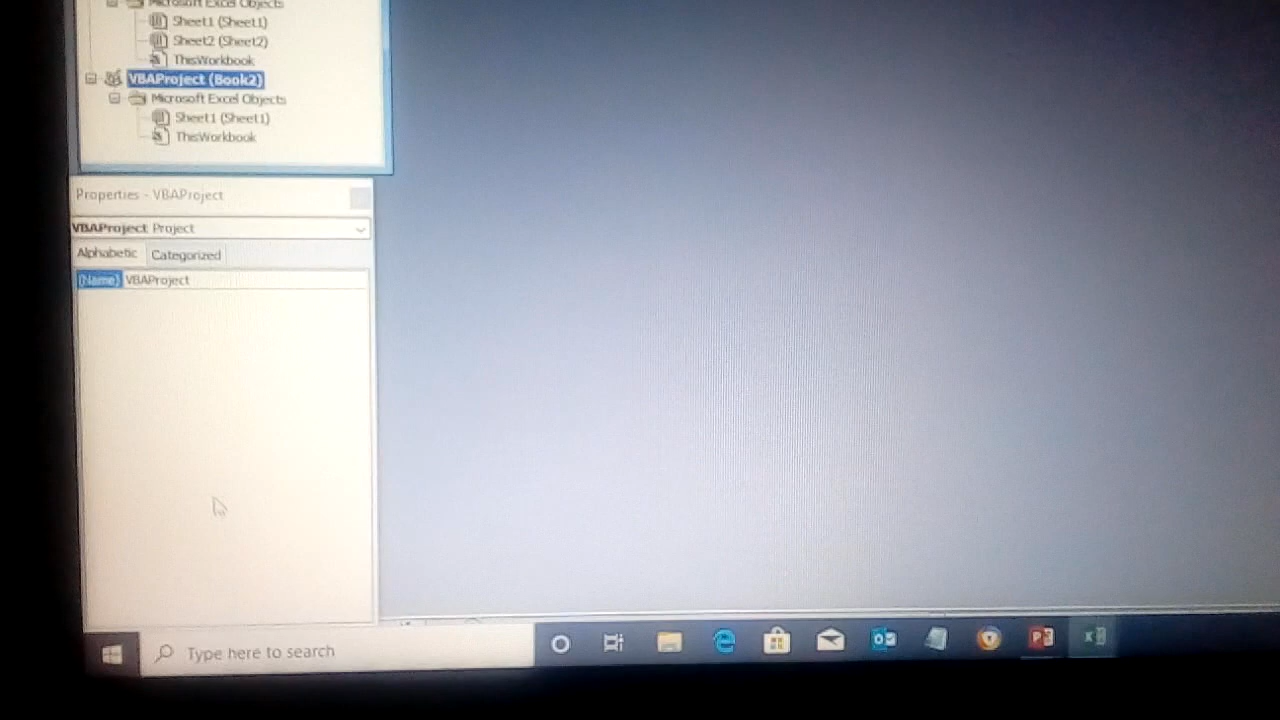 Microsoft Excel Objects
Sheet1 (Sheet1)
Sheet2 (Sheet2)
ThisWorkbook
VBAProject (Book2)
Microsoft Excel Objects
Sheet1 (Sheet1)
ThisWorkbook
Properties - VBAProject
VBAProject Project
Alphabetic Categorized
(Name) VBAProject
Type here to search